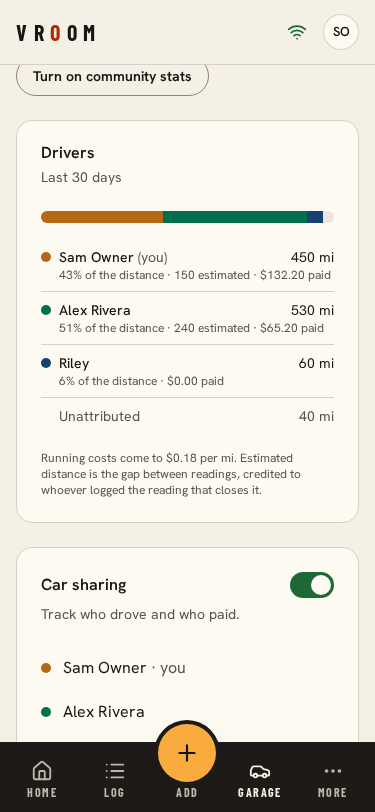 VROOM
SO
Turn on community stats
Drivers
Last 30 days
Sam Owner (you) 450 mi
43% of the distance · 150 estimated · $132.20 paid
Alex Rivera 530 mi
51% of the distance · 240 estimated · $65.20 paid
Riley 60 mi
6% of the distance · $0.00 paid
Unattributed 40 mi
Running costs come to $0.18 per mi. Estimated
distance is the gap between readings, credited to
whoever logged the reading that closes it.
Car sharing
Track who drove and who paid.
Sam Owner · you
Alex Rivera
HOME LOG ADD GARAGE MORE